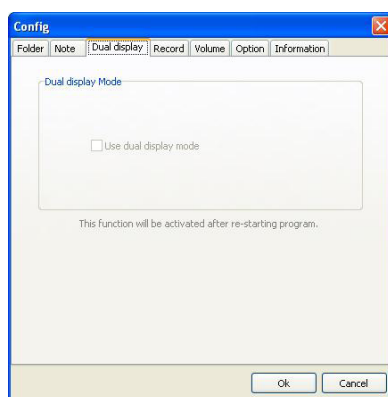 Config
Folder Note Dual display Record Volume Option Information
Dual display Mode
Use dual display mode
This function will be activated after re-starting program.
Ok Cancel